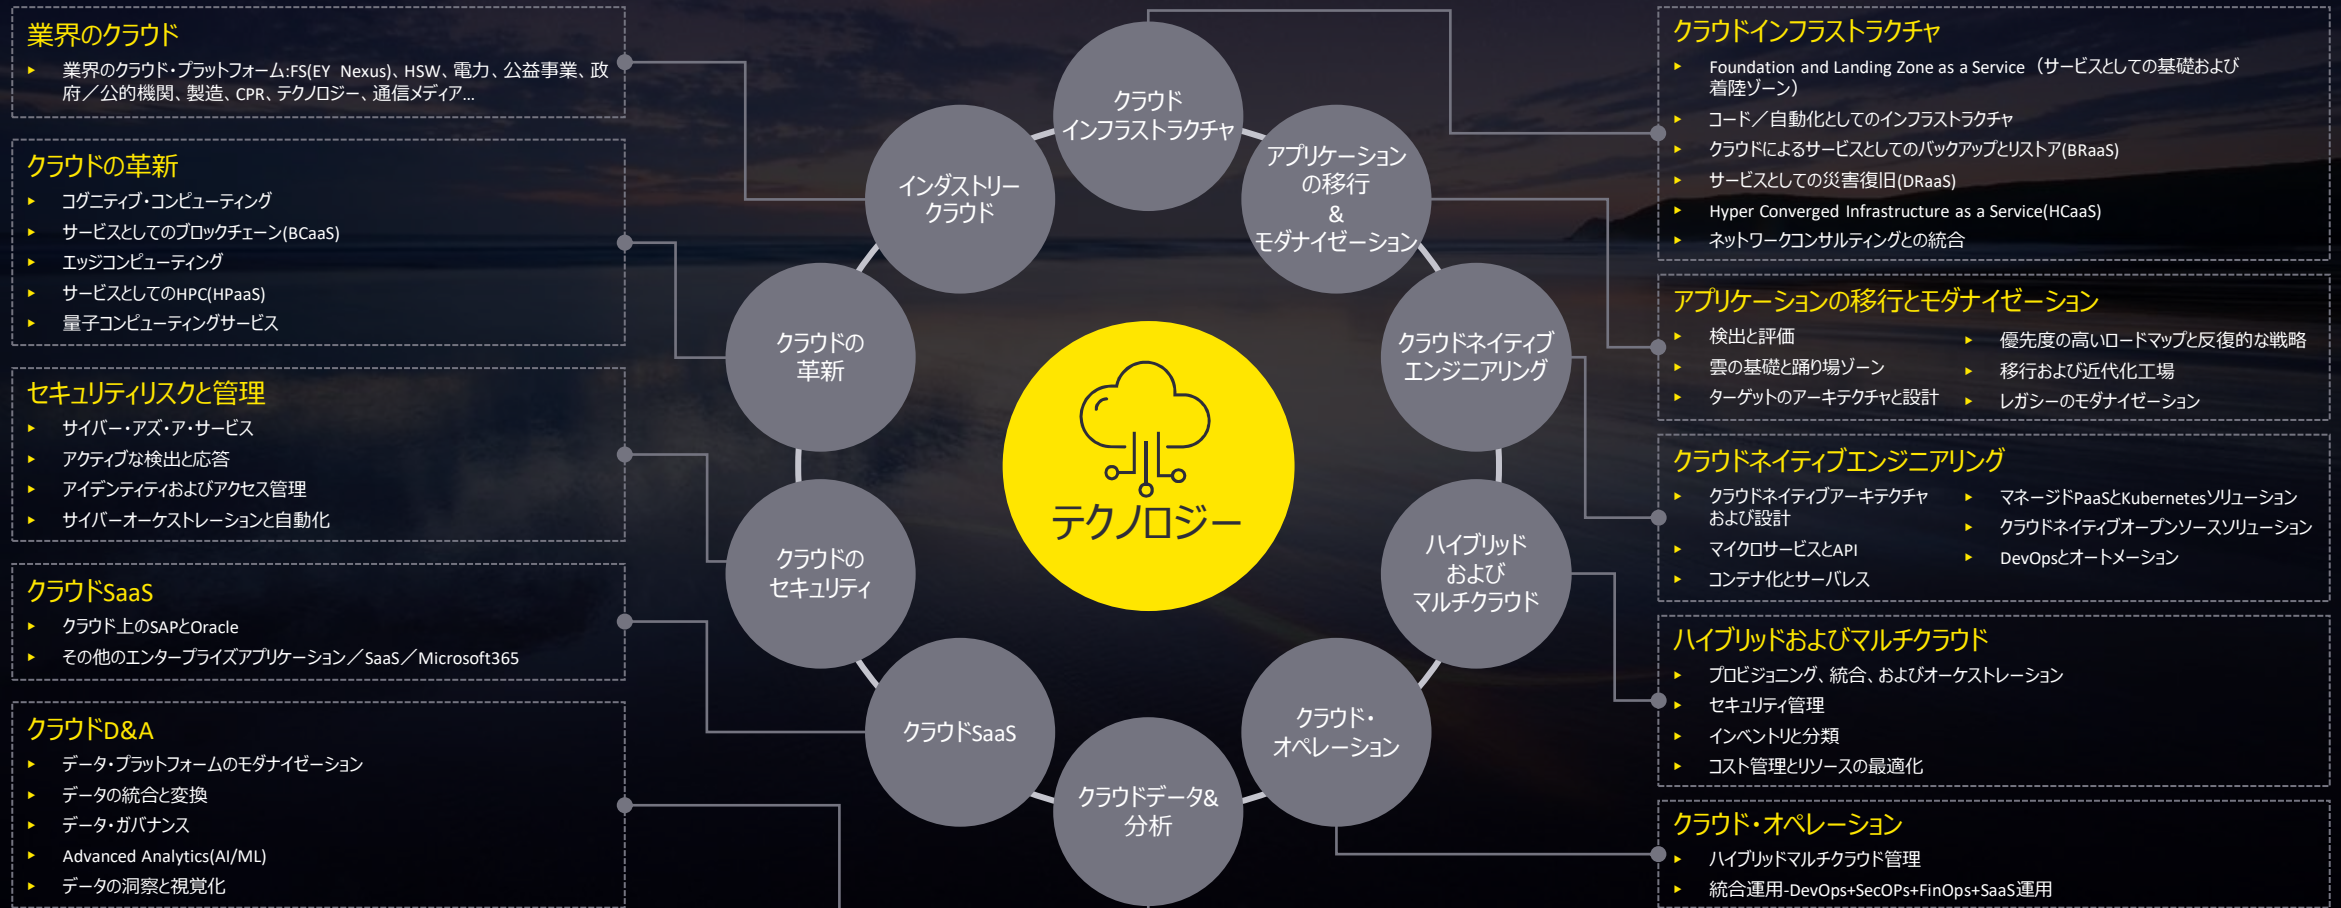 業界のクラウド
業界のクラウド・プラットフォーム:FS(EY Nexus)、HSW、電力、公益事業、政
府／公的機関、製造、CPR、テクノロジー、通信メディア...
クラウドの革新
コグニティブ・コンピューティング
サービスとしてのブロックチェーン(BCaaS)
エッジコンピューティング
サービスとしてのHPC(HPaaS)
量子コンピューティングサービス
セキュリティリスクと管理
サイバー・アズ・ア・サービス
アクティブな検出と応答
アイデンティティおよびアクセス管理
サイバーオーケストレーションと自動化
クラウドSaaS
クラウド上のSAPとOracle
その他のエンタープライズアプリケーション／SaaS／Microsoft365
クラウドD&A
データ・プラットフォームのモダナイゼーション
データの統合と変換
データ・ガバナンス
Advanced Analytics(AI/ML)
データの洞察と視覚化
クラウド
インフラストラクチャ
アプリケーション
の移行
&
モダナイゼーション
クラウドネイティブ
エンジニアリング
ハイブリッド
および
マルチクラウド
クラウド・
オペレーション
クラウドデータ&
分析
クラウドSaaS
クラウドの
セキュリティ
クラウドの
革新
インダストリー
クラウド
テクノロジー
クラウドインフラストラクチャ
Foundation and Landing Zone as a Service（サービスとしての基礎および
着陸ゾーン）
コード／自動化としてのインフラストラクチャ
クラウドによるサービスとしてのバックアップとリストア(BRaaS)
サービスとしての災害復旧(DRaaS)
Hyper Converged Infrastructure as a Service(HCaaS)
ネットワークコンサルティングとの統合
アプリケーションの移行とモダナイゼーション
検出と評価
雲の基礎と踊り場ゾーン
ターゲットのアーキテクチャと設計
優先度の高いロードマップと反復的な戦略
移行および近代化工場
レガシーのモダナイゼーション
クラウドネイティブエンジニアリング
クラウドネイティブアーキテクチャ
および設計
マイクロサービスとAPI
コンテナ化とサーバレス
マネージドPaaSとKubernetesソリューション
クラウドネイティブオープンソースソリューション
DevOpsとオートメーション
ハイブリッドおよびマルチクラウド
プロビジョニング、統合、およびオーケストレーション
セキュリティ管理
インベントリと分類
コスト管理とリソースの最適化
クラウド・オペレーション
ハイブリッドマルチクラウド管理
統合運用-DevOps+SecOPs+FinOps+SaaS運用